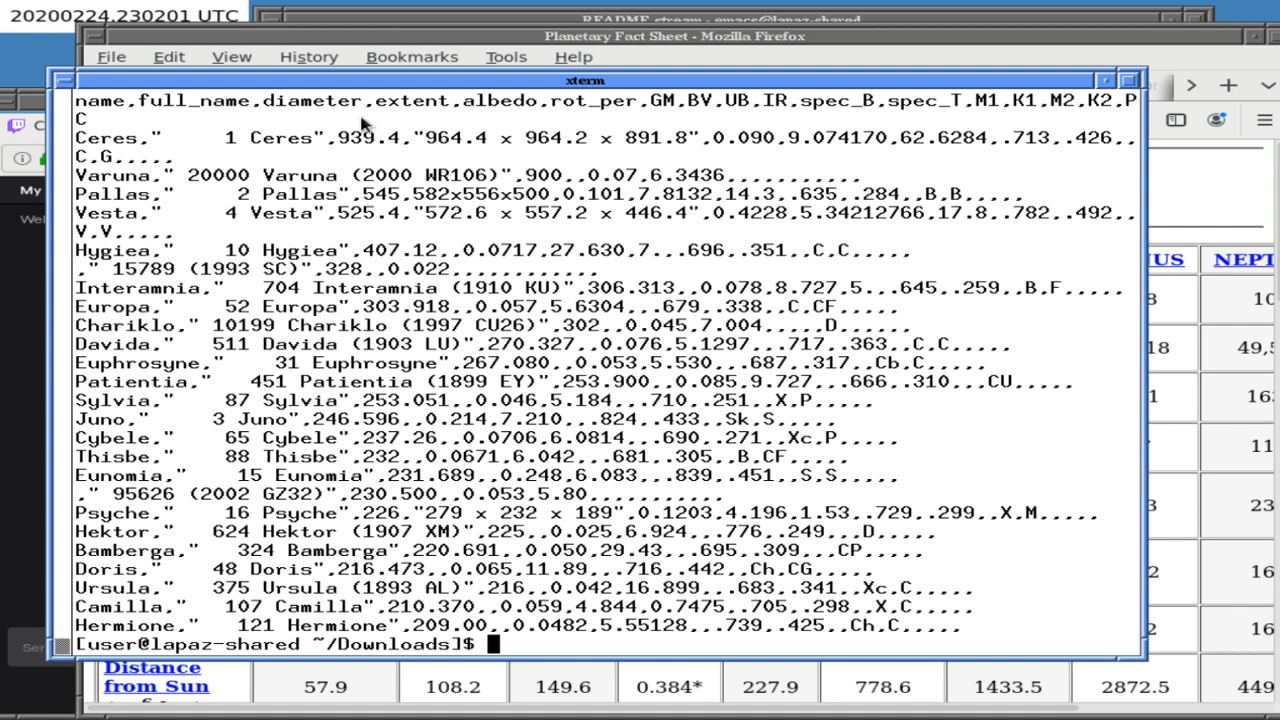 20200224.230201 UTC
README.stream - emacs@lapaz-shared
Planetary Fact Sheet - Mozilla Firefox
File Edit View History Bookmarks Tools Help
xterm
name,full_name,diameter,extent,albedo,rot_per,GM,BV,UB,IR,spec_B,spec_T,M1,K1,M2,K2,P
C
Ceres,"     1 Ceres",939.4,"964.4 x 964.2 x 891.8",0.090,9.074170,62.6284,.713,.426,,
C,G,,,,,
Varuna," 20000 Varuna (2000 WR106)",900,,0.07,6.3436,,,,,,,,,,,
Pallas,"     2 Pallas",545,582x556x500,0.101,7.8132,14.3,.635,.284,,B,B,,,,,
Vesta,"     4 Vesta",525.4,"572.6 x 557.2 x 446.4",0.4228,5.34212766,17.8,.782,.492,,
V,V,,,,,
Hygiea,"    10 Hygiea",407.12,,0.0717,27.630,7,.696,.351,,C,C,,,,,
," 15789 (1993 SC)",328,,0.022,,,,,,,,,,,,
Interamnia,"   704 Interamnia (1910 KU)",306.313,,0.078,8.727,5,.645,.259,,B,F,,,,,
Europa,"    52 Europa",303.918,,0.057,5.6304,,.679,.338,,C,CF,,,,,
Chariklo," 10199 Chariklo (1997 CU26)",302,,0.045,7.004,,,,,D,,,,,,
Davida,"   511 Davida (1903 LU)",270.327,,0.076,5.1297,,.717,.363,,C,C,,,,,
Euphrosyne,"    31 Euphrosyne",267.080,,0.053,5.530,,.687,.317,,Cb,C,,,,,
Patientia,"   451 Patientia (1899 EY)",253.900,,0.085,9.727,,.666,.310,,,CU,,,,,
Sylvia,"    87 Sylvia",253.051,,0.046,5.184,,.710,.251,,X,P,,,,,
Juno,"     3 Juno",246.596,,0.214,7.210,,.824,.433,,Sk,S,,,,,
Cybele,"    65 Cybele",237.26,,0.0706,6.0814,,.690,.271,,Xc,P,,,,,
Thisbe,"    88 Thisbe",232,,0.0671,6.042,,.681,.305,,B,CF,,,,,
Eunomia,"    15 Eunomia",231.689,,0.248,6.083,,.839,.451,,S,S,,,,,
," 95626 (2002 GZ32)",230.500,,0.053,5.80,,,,,,,,,,,
Psyche,"    16 Psyche",226,"279 x 232 x 189",0.1203,4.196,1.53,.729,.299,,X,M,,,,,
Hektor,"   624 Hektor (1907 XM)",225,,0.025,6.924,,.776,.249,,,D,,,,,
Bamberga,"   324 Bamberga",220.691,,0.050,29.43,,.695,.309,,,CP,,,,,
Doris,"    48 Doris",216.473,,0.065,11.89,,.716,.442,,Ch,CG,,,,,
Ursula,"   375 Ursula (1893 AL)",216,,0.042,16.899,,.683,.341,,Xc,C,,,,,
Camilla,"   107 Camilla",210.370,,0.059,4.844,0.7475,.705,.298,,X,C,,,,,
Hermione,"   121 Hermione",209.00,,0.0482,5.55128,,.739,.425,,Ch,C,,,,,
[user@lapaz-shared ~/Downloads]$
My
Distance
from Sun
57.9 108.2 149.6 0.384* 227.9 778.6 1433.5 2872.5